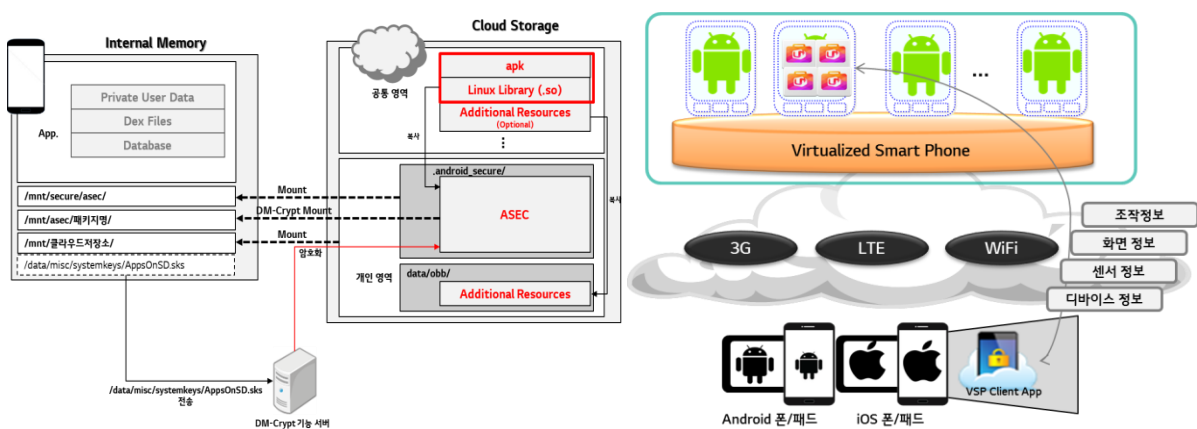 Internal Memory
Private User Data
Dex Files
Database
App.
/mnt/secure/asec/
/mnt/asec/패키지명/
/mnt/클라우드저장소/
/data/misc/systemkeys/AppsOnSD.sks
Mount
DM-Crypt Mount
Mount
암호화
Cloud Storage
공통 영역
apk
Linux Library (.so)
Additional Resources
(Optional)
⋮
복사
.android_secure/
ASEC
복사
개인 영역
data/obb/
Additional Resources
/data/misc/systemkeys/AppsOnSD.sks
전송
DM-Crypt 기능 서버
...
Virtualized Smart Phone
3G
LTE
WiFi
조작정보
화면 정보
센서 정보
디바이스 정보
VSP Client App
Android 폰/패드
iOS 폰/패드